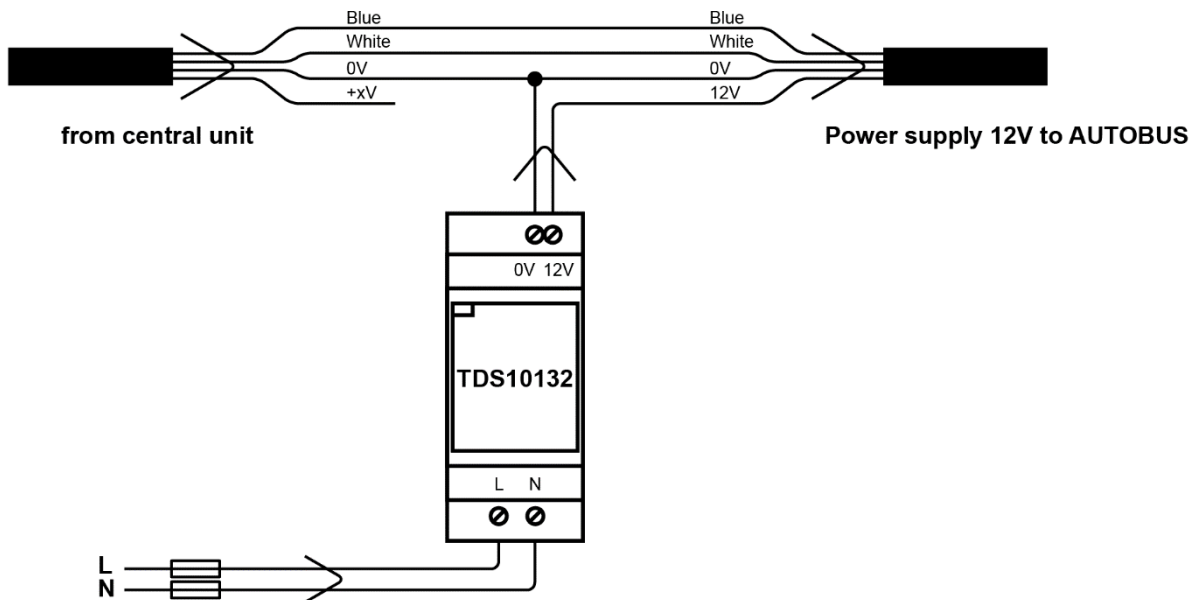 Blue Blue
White White
0V 0V
+xV 12V
from central unit Power supply 12V to AUTOBUS
0V 12V
TDS10132
L N
L
N